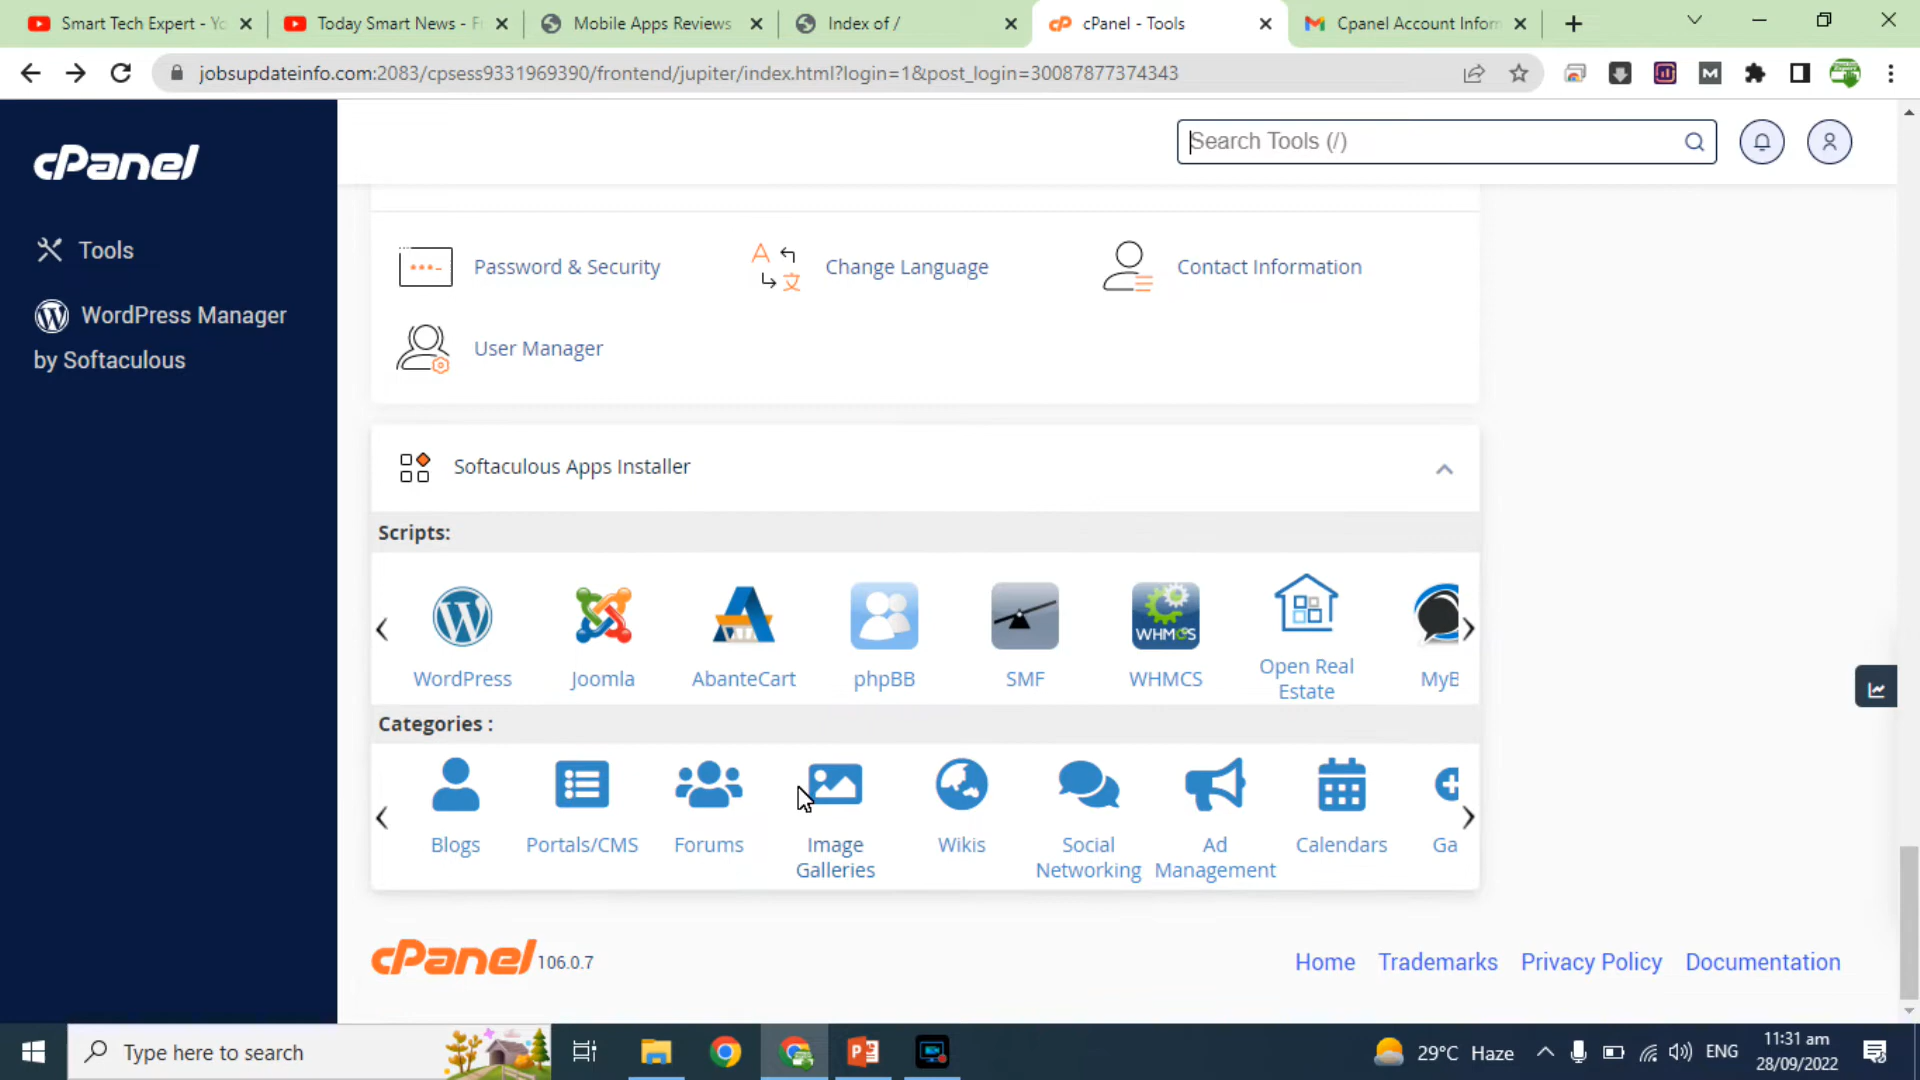 Smart Tech Expert - Yo
Today Smart News - F
Mobile Apps Reviews
Index of /
cPanel - Tools
Cpanel Account Inforn
jobsupdateinfo.com:2083/cpsess9331969390/frontend/jupiter/index.html?login=1&post_login=30087877374343
cPanel
Search Tools (/)
Tools
WordPress Manager
by Softaculous
Password & Security
Change Language
Contact Information
User Manager
Softaculous Apps Installer
Scripts:
WHMCS
WordPress
Joomla
AbanteCart
phpBB
SMF
WHMCS
Open Real
Estate
MyB
Categories :
Blogs
Portals/CMS
Forums
Image
Galleries
Wikis
Social
Networking
Ad
Management
Calendars
Ga
cPanel 106.0.7
Home
Trademarks
Privacy Policy
Documentation
Type here to search
29°C Haze
ENG
11:31 am
28/09/2022